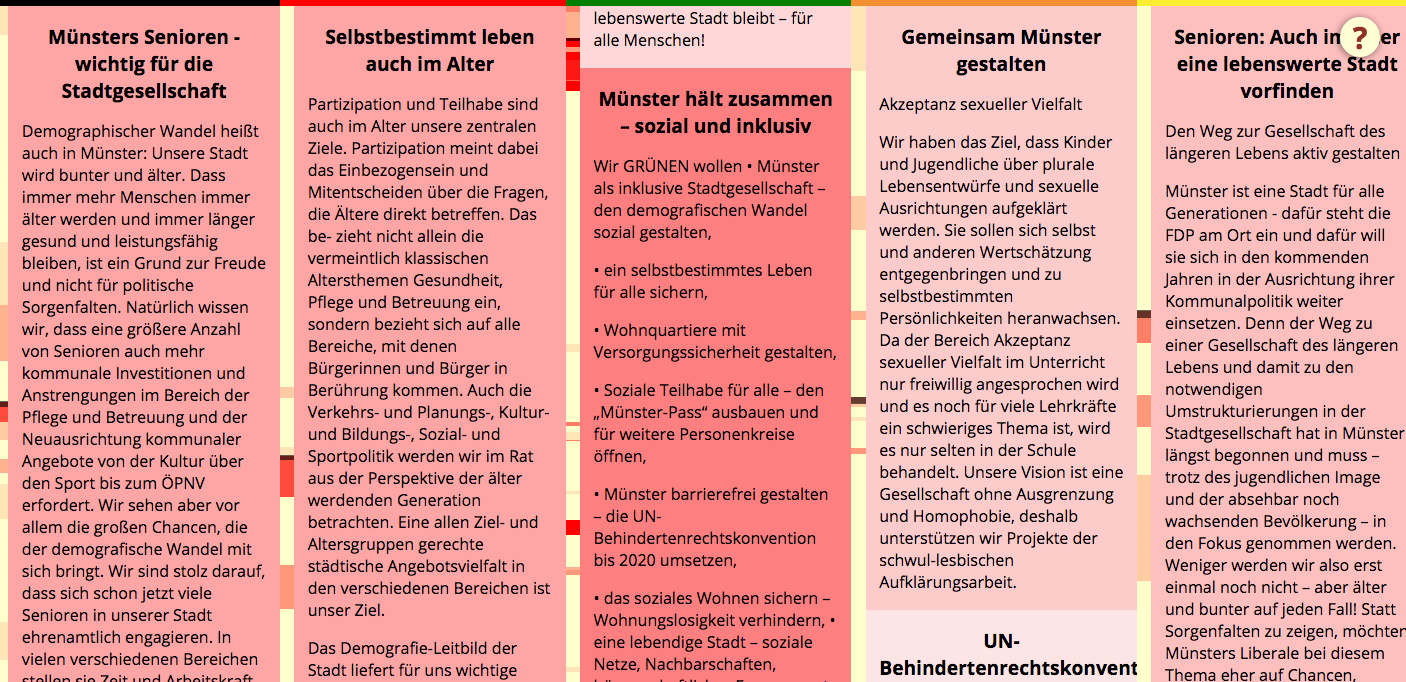 Münsters Senioren -
wichtig für die
Stadtgesellschaft
Demographischer Wandel heißt
auch in Münster: Unsere Stadt
wird bunter und älter. Dass
immer mehr Menschen immer
älter werden und immer länger
gesund und leistungsfähig
bleiben, ist ein Grund zur Freude
und nicht für politische
Sorgenfalten. Natürlich wissen
wir, dass eine größere Anzahl
von Senioren auch mehr
kommunale Investitionen und
Anstrengungen im Bereich der
Pflege und Betreuung und der
Neuausrichtung kommunaler
Angebote von der Kultur über
den Sport bis zum ÖPNV
erfordert. Wir sehen aber vor
allem die großen Chancen, die
der demografische Wandel mit
sich bringt. Wir sind stolz darauf,
dass sich schon jetzt viele
Senioren in unserer Stadt
ehrenamtlich engagieren. In
vielen verschiedenen Bereichen
stellen sie Zeit und Arbeitskraft
Selbstbestimmt leben
auch im Alter
Partizipation und Teilhabe sind
auch im Alter unsere zentralen
Ziele. Partizipation meint dabei
das Einbezogensein und
Mitentscheiden über die Fragen,
die Ältere direkt betreffen. Das
be- zieht nicht allein die
vermeintlich klassischen
Altersthemen Gesundheit,
Pflege und Betreuung ein,
sondern bezieht sich auf alle
Bereiche, mit denen
Bürgerinnen und Bürger in
Berührung kommen. Auch die
Verkehrs- und Planungs-, Kultur-
und Bildungs-, Sozial- und
Sportpolitik werden wir im Rat
aus der Perspektive der älter
werdenden Generation
betrachten. Eine allen Ziel- und
Altersgruppen gerechte
städtische Angebotsvielfalt in
den verschiedenen Bereichen ist
unser Ziel.
Das Demografie-Leitbild der
Stadt liefert für uns wichtige
lebenswerte Stadt bleibt – für
alle Menschen!
Münster hält zusammen
– sozial und inklusiv
Wir GRÜNEN wollen • Münster
als inklusive Stadtgesellschaft –
den demografischen Wandel
sozial gestalten,
• ein selbstbestimmtes Leben
für alle sichern,
• Wohnquartiere mit
Versorgungssicherheit gestalten,
• Soziale Teilhabe für alle – den
„Münster-Pass“ ausbauen und
für weitere Personenkreise
öffnen,
• Münster barrierefrei gestalten
– die UN-
Behindertenrechtskonvention
bis 2020 umsetzen,
• das soziales Wohnen sichern –
Wohnungslosigkeit verhindern, •
eine lebendige Stadt – soziale
Netze, Nachbarschaften,
Gemeinsam Münster
gestalten
Akzeptanz sexueller Vielfalt
Wir haben das Ziel, dass Kinder
und Jugendliche über plurale
Lebensentwürfe und sexuelle
Ausrichtungen aufgeklärt
werden. Sie sollen sich selbst
und anderen Wertschätzung
entgegenbringen und zu
selbstbestimmten
Persönlichkeiten heranwachsen.
Da der Bereich Akzeptanz
sexueller Vielfalt im Unterricht
nur freiwillig angesprochen wird
und es noch für viele Lehrkräfte
ein schwieriges Thema ist, wird
es nur selten in der Schule
behandelt. Unsere Vision ist eine
Gesellschaft ohne Ausgrenzung
und Homophobie, deshalb
unterstützen wir Projekte der
schwul-lesbischen
Aufklärungsarbeit.
UN-
Behindertenrechtskonvent
Senioren: Auch in er
?
eine lebenswerte Stadt
vorfinden
Den Weg zur Gesellschaft des
längeren Lebens aktiv gestalten
Münster ist eine Stadt für alle
Generationen - dafür steht die
FDP am Ort ein und dafür will
sie sich in den kommenden
Jahren in der Ausrichtung ihrer
Kommunalpolitik weiter
einsetzen. Denn der Weg zu
einer Gesellschaft des längeren
Lebens und damit zu den
notwendigen
Umstrukturierungen in der
Stadtgesellschaft hat in Münster
längst begonnen und muss –
trotz des jugendlichen Image
und der absehbar noch
wachsenden Bevölkerung – in
den Fokus genommen werden.
Weniger werden wir also erst
einmal noch nicht – aber älter
und bunter auf jeden Fall! Statt
Sorgenfalten zu zeigen, möchten
Münsters Liberale bei diesem
Thema eher auf Chancen,